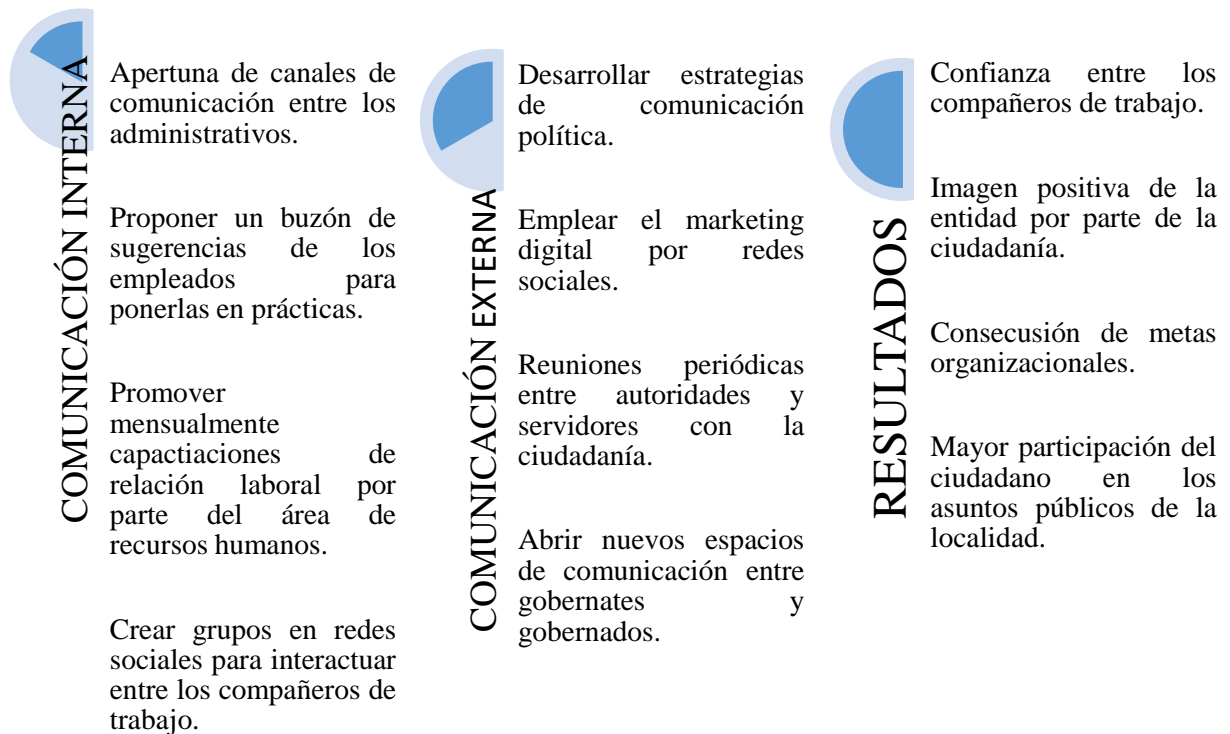 COMUNICACIÓN INTERNA
Apertuna de canales de
comunicación entre los
administrativos.
Proponer un buzón de
sugerencias de los
empleados para
ponerlas en prácticas.
Promover
mensualmente
capactiaciones de
relación laboral por
parte del área de
recursos humanos.
Crear grupos en redes
sociales para interactuar
entre los compañeros de
trabajo.
COMUNICACIÓN EXTERNA
Desarrollar estrategias
de comunicación
política.
Emplear el marketing
digital por redes
sociales.
Reuniones periódicas
entre autoridades y
servidores con la
ciudadanía.
Abrir nuevos espacios
de comunicación entre
gobernates y
gobernados.
RESULTADOS
Confianza entre los
compañeros de trabajo.
Imagen positiva de la
entidad por parte de la
ciudadanía.
Consecusión de metas
organizacionales.
Mayor participación del
ciudadano en los
asuntos públicos de la
localidad.